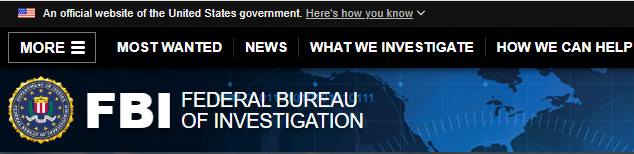 An official website of the United States government. Here's how you know
MORE MOST WANTED NEWS WHAT WE INVESTIGATE HOW WE CAN HELP
FBI FEDERAL BUREAU
OF INVESTIGATION